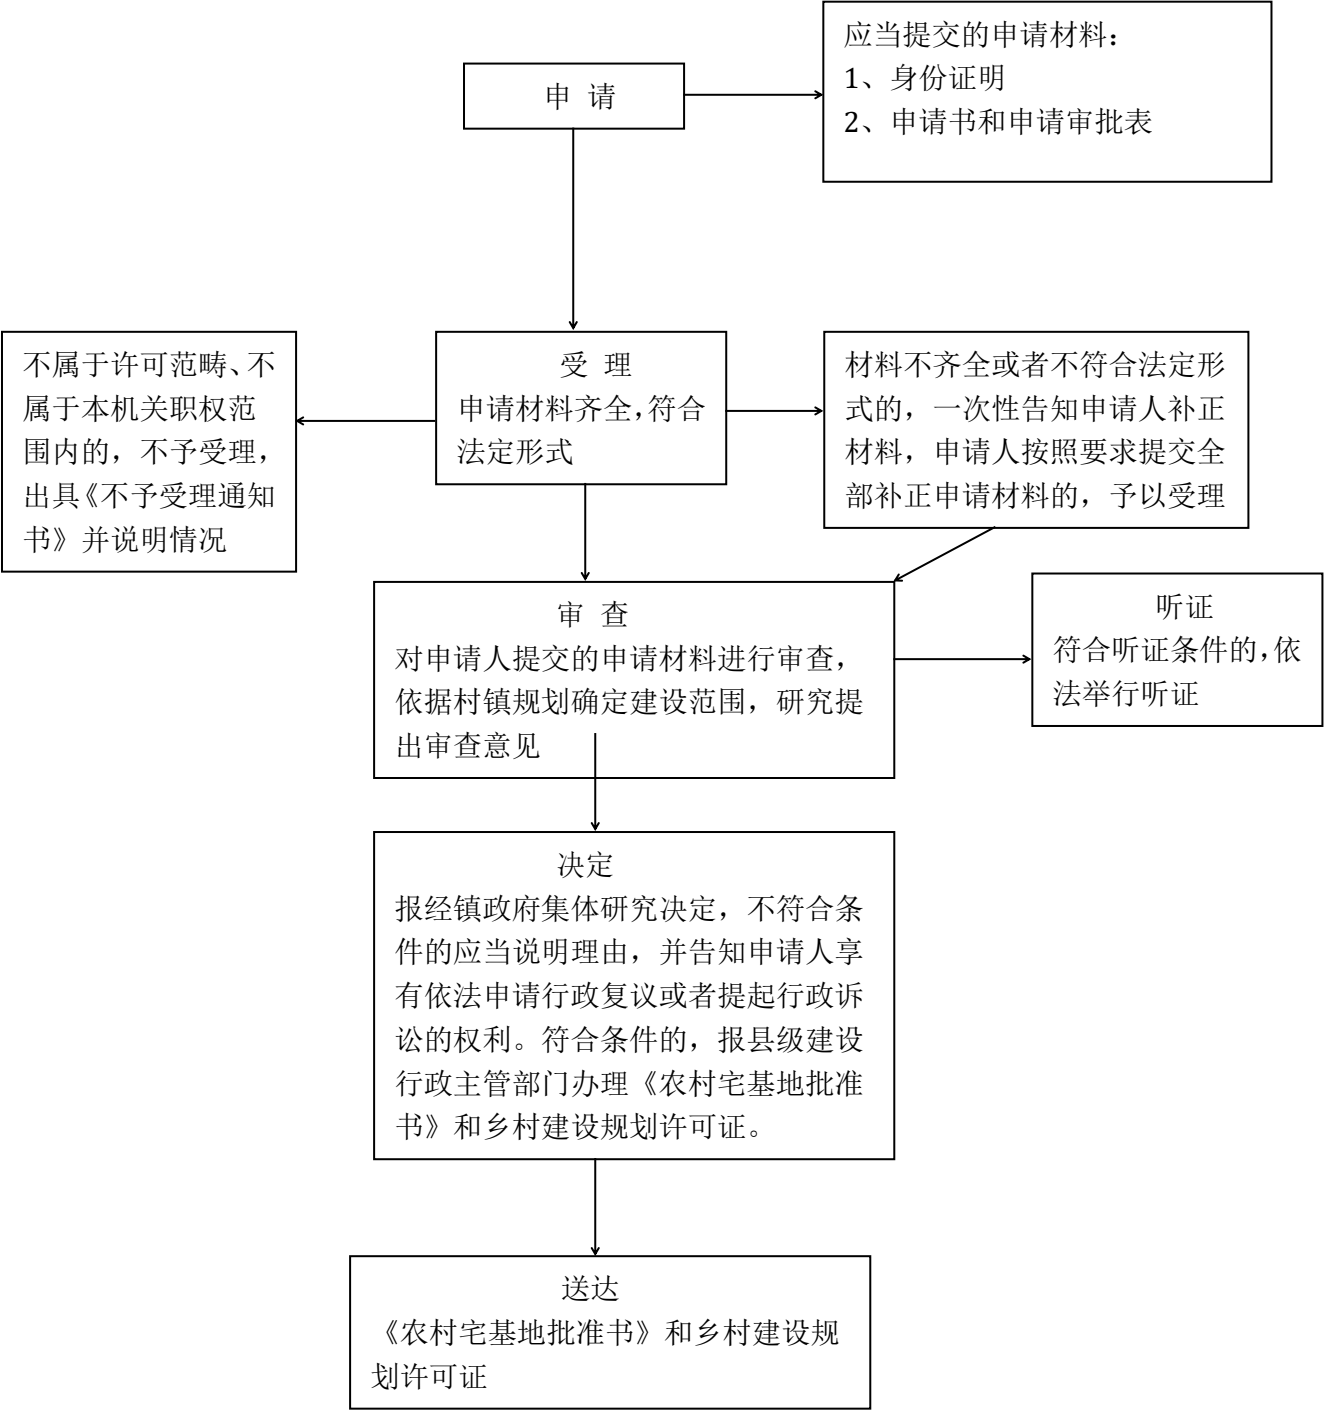 申 请
应当提交的申请材料：
1、身份证明
2、申请书和申请审批表
不属于许可范畴、不
属于本机关职权范
围内的，不予受理，
出具《不予受理通知
书》并说明情况
受 理
申请材料齐全，符合
法定形式
材料不齐全或者不符合法定形
式的，一次性告知申请人补正
材料，申请人按照要求提交全
部补正申请材料的，予以受理
审 查
对申请人提交的申请材料进行审查，
依据村镇规划确定建设范围，研究提
出审查意见
听证
符合听证条件的，依
法举行听证
决定
报经镇政府集体研究决定，不符合条
件的应当说明理由，并告知申请人享
有依法申请行政复议或者提起行政诉
讼的权利。符合条件的，报县级建设
行政主管部门办理《农村宅基地批准
书》和乡村建设规划许可证。
送达
《农村宅基地批准书》和乡村建设规
划许可证